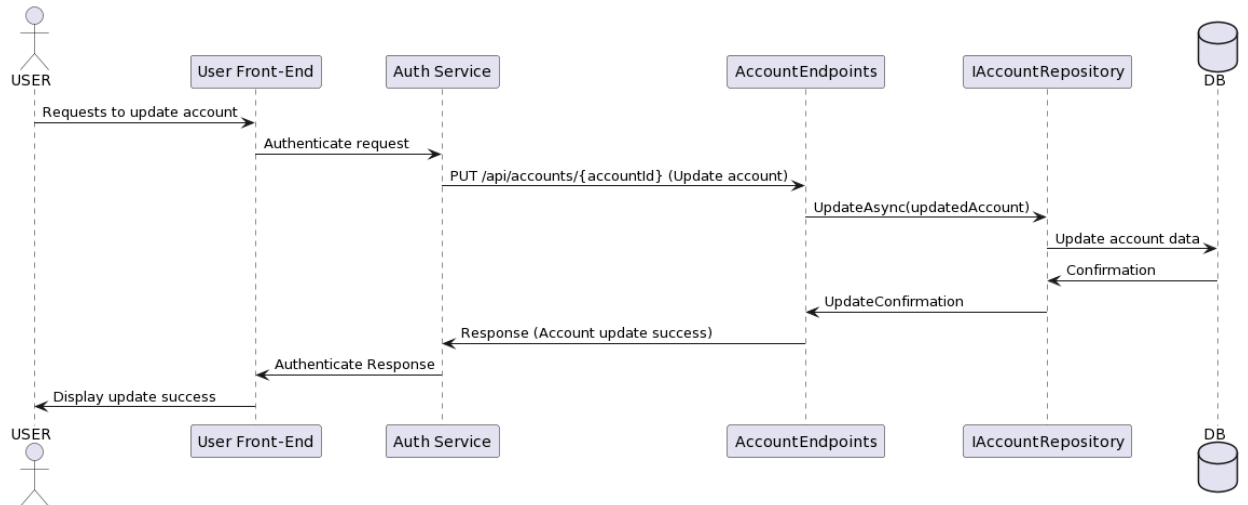 USER
User Front-End
Auth Service
AccountEndpoints
IAccountRepository
DB
Requests to update account
Authenticate request
PUT /api/accounts/{accountId} (Update account)
UpdateAsync(updatedAccount)
Update account data
Confirmation
UpdateConfirmation
Response (Account update success)
Authenticate Response
Display update success
USER
User Front-End
Auth Service
AccountEndpoints
IAccountRepository
DB